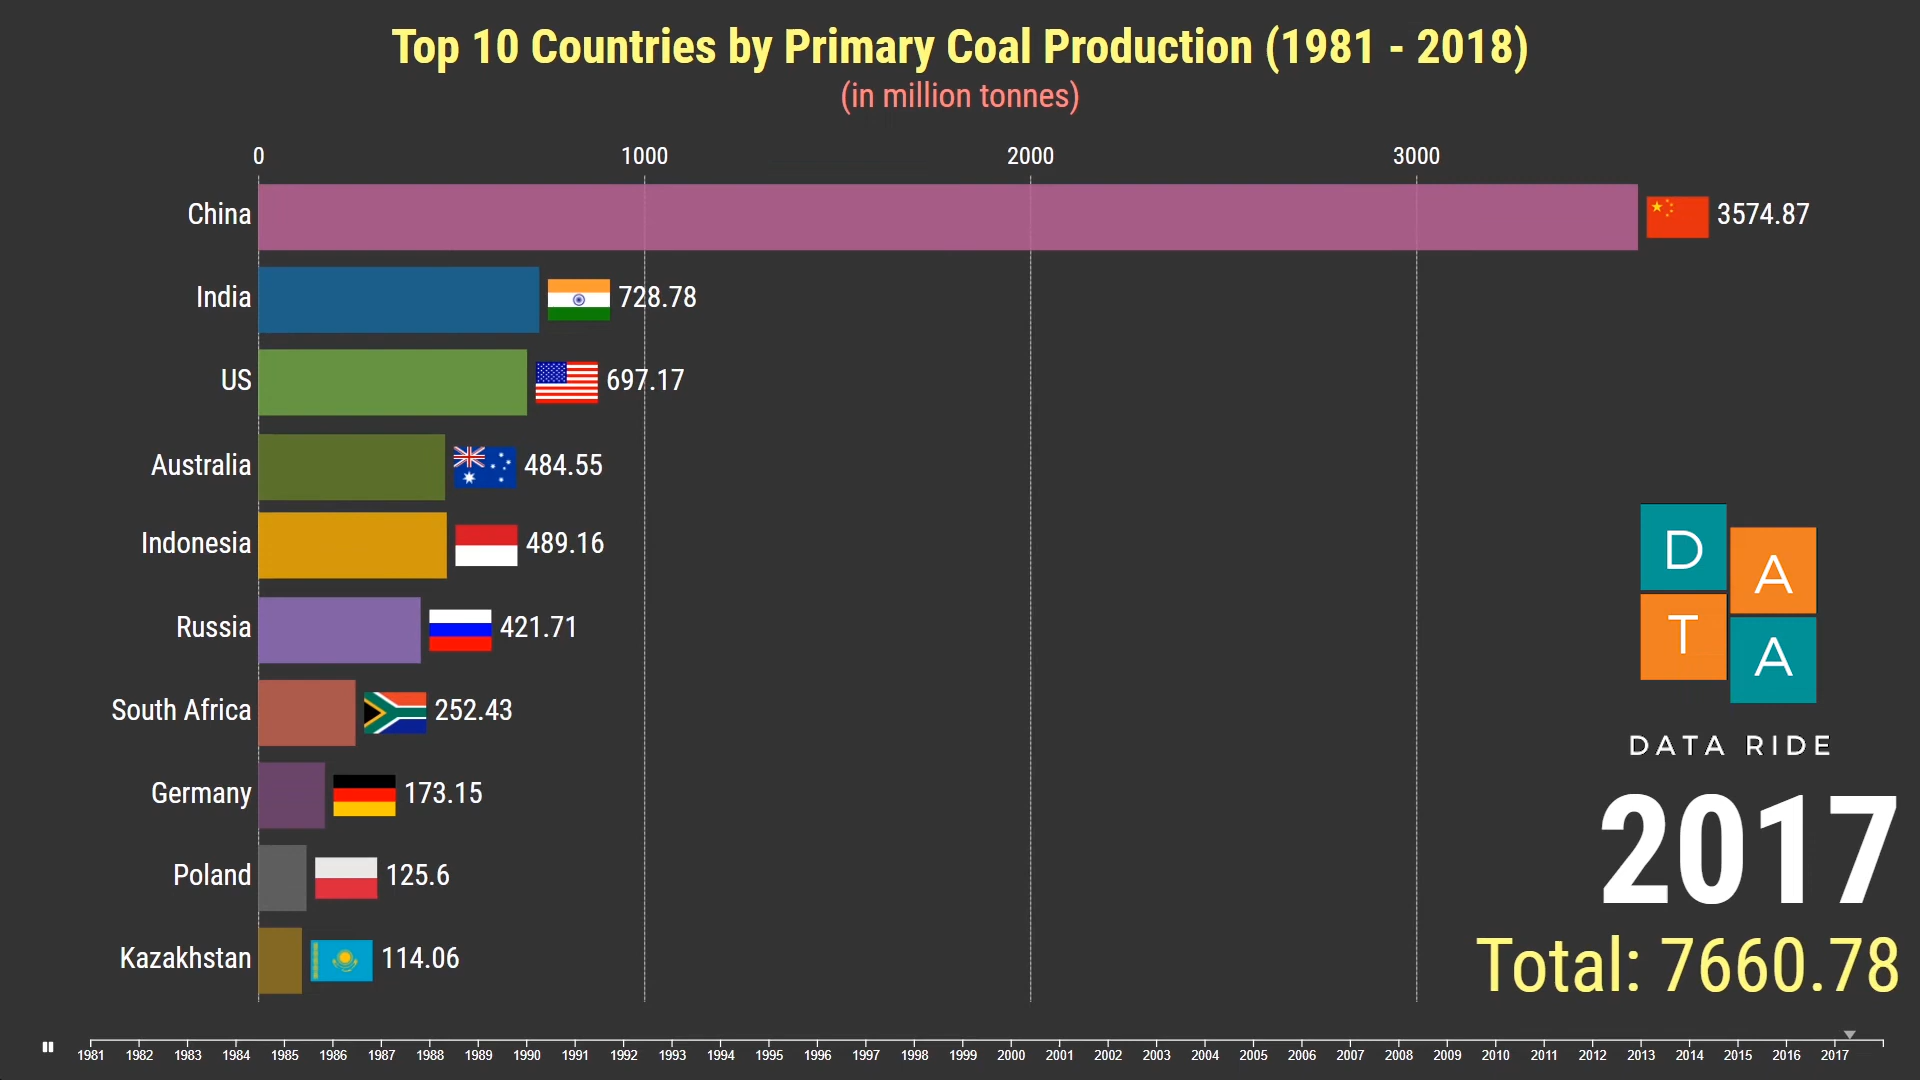 Top 10 Countries by Primary Coal Production (1981 - 2018)
(in million tonnes)
0 1000 2000 3000
China 3574.87
India 728.78
US 697.17
Australia 484.55
Indonesia 489.16
Russia 421.71
South Africa 252.43
Germany 173.15
Poland 125.6
Kazakhstan 114.06
D A
T A
DATA RIDE
2017
Total: 7660.78
1981 1982 1983 1984 1985 1986 1987 1988 1989 1990 1991 1992 1993 1994 1995 1996 1997 1998 1999 2000 2001 2002 2003 2004 2005 2006 2007 2008 2009 2010 2011 2012 2013 2014 2015 2016 2017